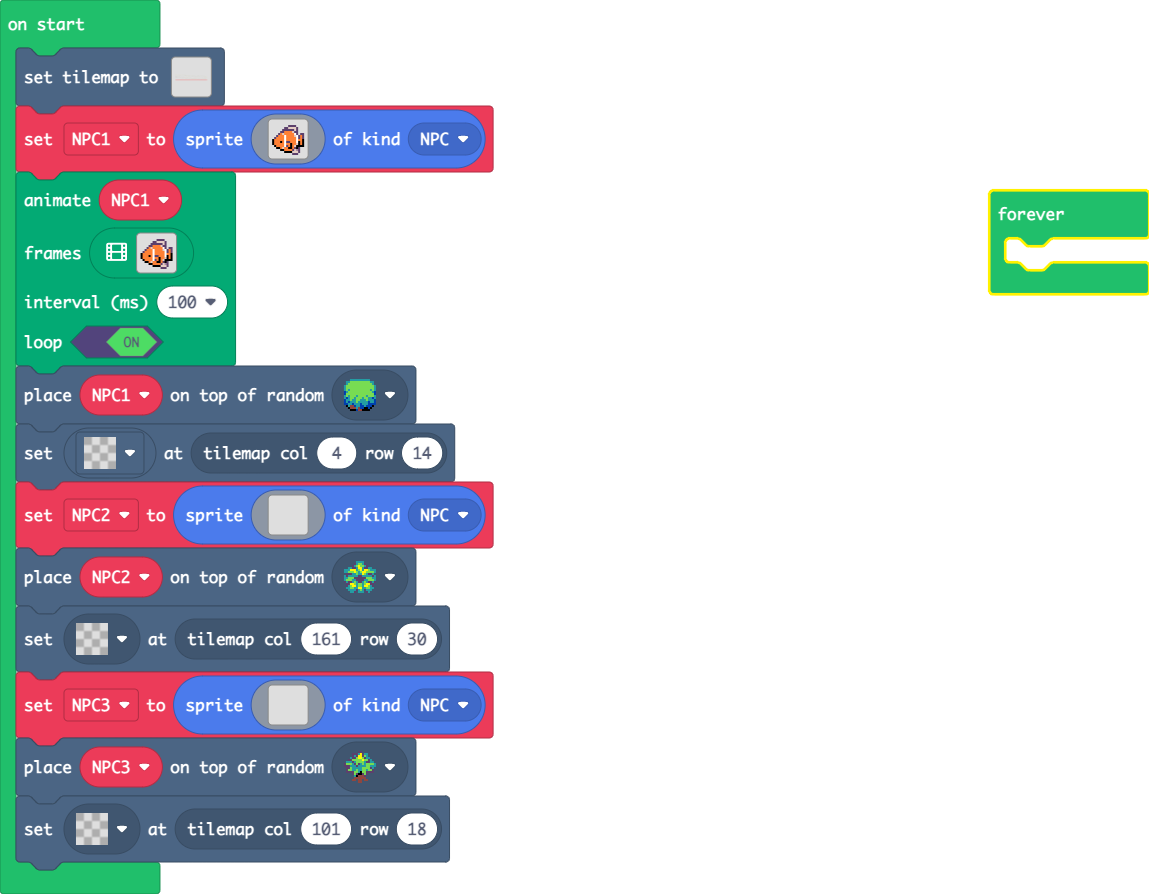 on start
set tilemap to
set NPC1 to sprite of kind NPC
animate NPC1
forever
frames
interval (ms) 100
loop ON
place NPC1 on top of random
set at tilemap col 4 row 14
set NPC2 to sprite of kind NPC
place NPC2 on top of random
set at tilemap col 161 row 30
set NPC3 to sprite of kind NPC
place NPC3 on top of random
set at tilemap col 101 row 18